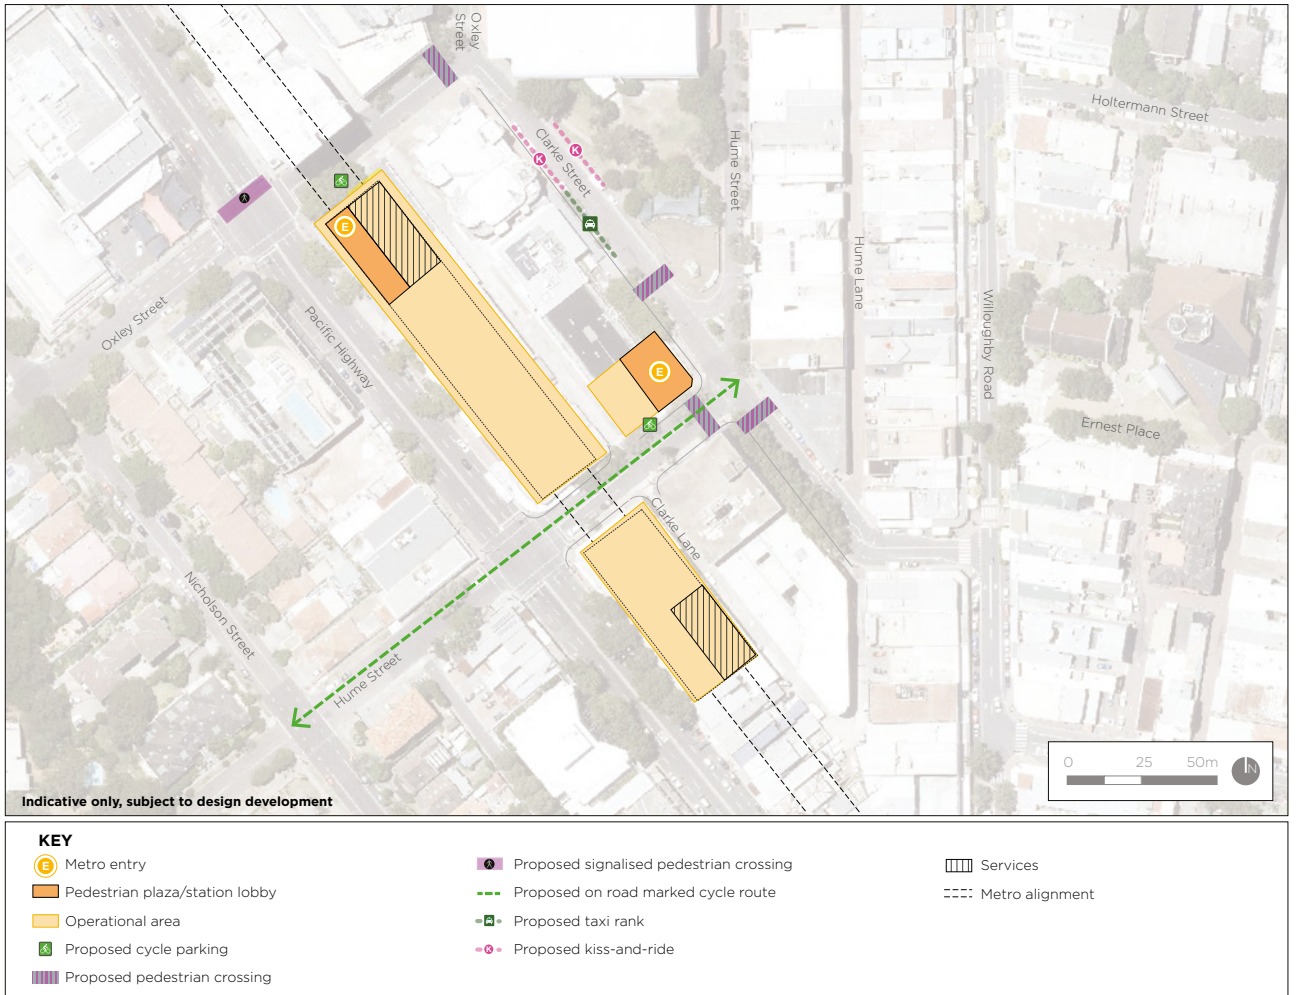 Oxley
Street
Holtermann Street
Clarke Street
K
K
Hume Street
E
Oxley Street
Pacific Highway
Hume Lane
Willoughby Road
E
Ernest Place
Clarke Lane
Nicholson Street
Hume Street
0 25 50m
N
Indicative only, subject to design development
KEY
E Metro entry
Pedestrian plaza/station lobby
Operational area
Proposed cycle parking
Proposed pedestrian crossing
Proposed signalised pedestrian crossing
Proposed on road marked cycle route
Proposed taxi rank
K Proposed kiss-and-ride
Services
Metro alignment